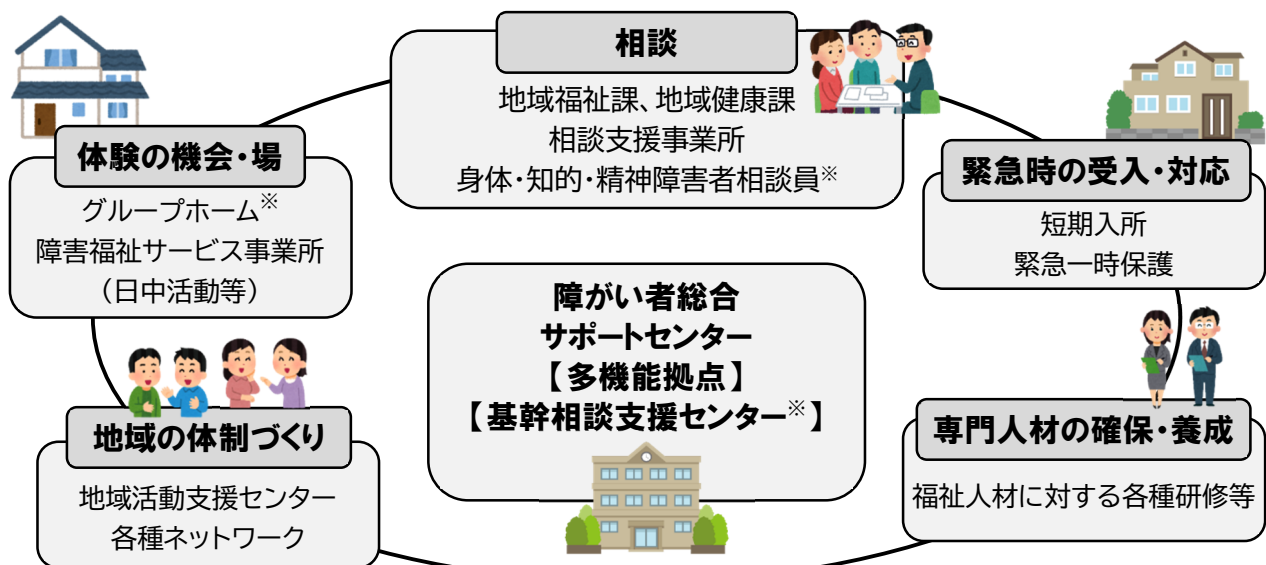 相談
地域福祉課、地域健康課
相談支援事業所
身体・知的・精神障害者相談員※
体験の機会・場
グループホーム※
障害福祉サービス事業所
（日中活動等）
緊急時の受入・対応
短期入所
緊急一時保護
障がい者総合
サポートセンター
【多機能拠点】
【基幹相談支援センター※】
地域の体制づくり
地域活動支援センター
各種ネットワーク
専門人材の確保・養成
福祉人材に対する各種研修等